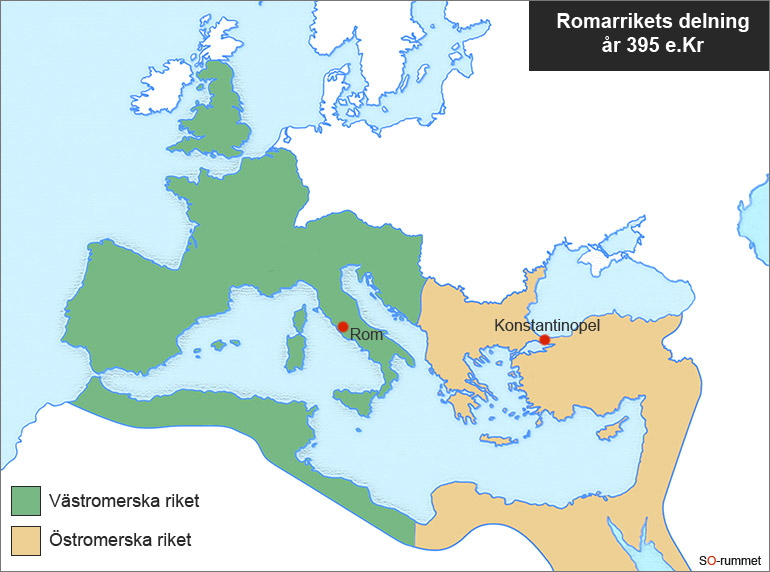 Romarrikets delning
år 395 e.Kr
Konstantinopel
Rom
Västromerska riket
Östromerska riket
SO-rummet